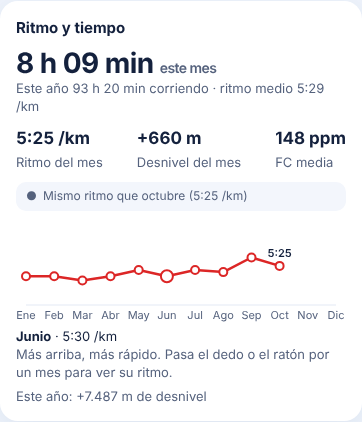 Ritmo y tiempo
8 h 09 min este mes
Este año 93 h 20 min corriendo · ritmo medio 5:29
/km
5:25 /km +660 m 148 ppm
Ritmo del mes Desnivel del mes FC media
Mismo ritmo que octubre (5:25 /km)
5:25
Ene Feb Mar Abr May Jun Jul Ago Sep Oct Nov Dic
Junio · 5:30 /km
Más arriba, más rápido. Pasa el dedo o el ratón por
un mes para ver su ritmo.
Este año: +7.487 m de desnivel